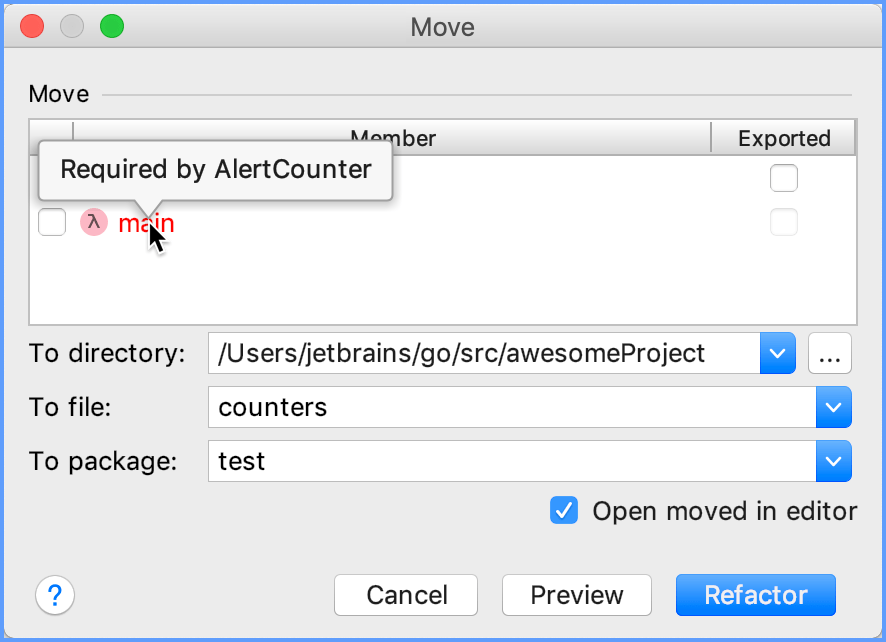 Move
Move
Member Exported
Required by AlertCounter
λ main
To directory: /Users/jetbrains/go/src/awesomeProject ...
To file: counters
To package: test
Open moved in editor
? Cancel Preview Refactor